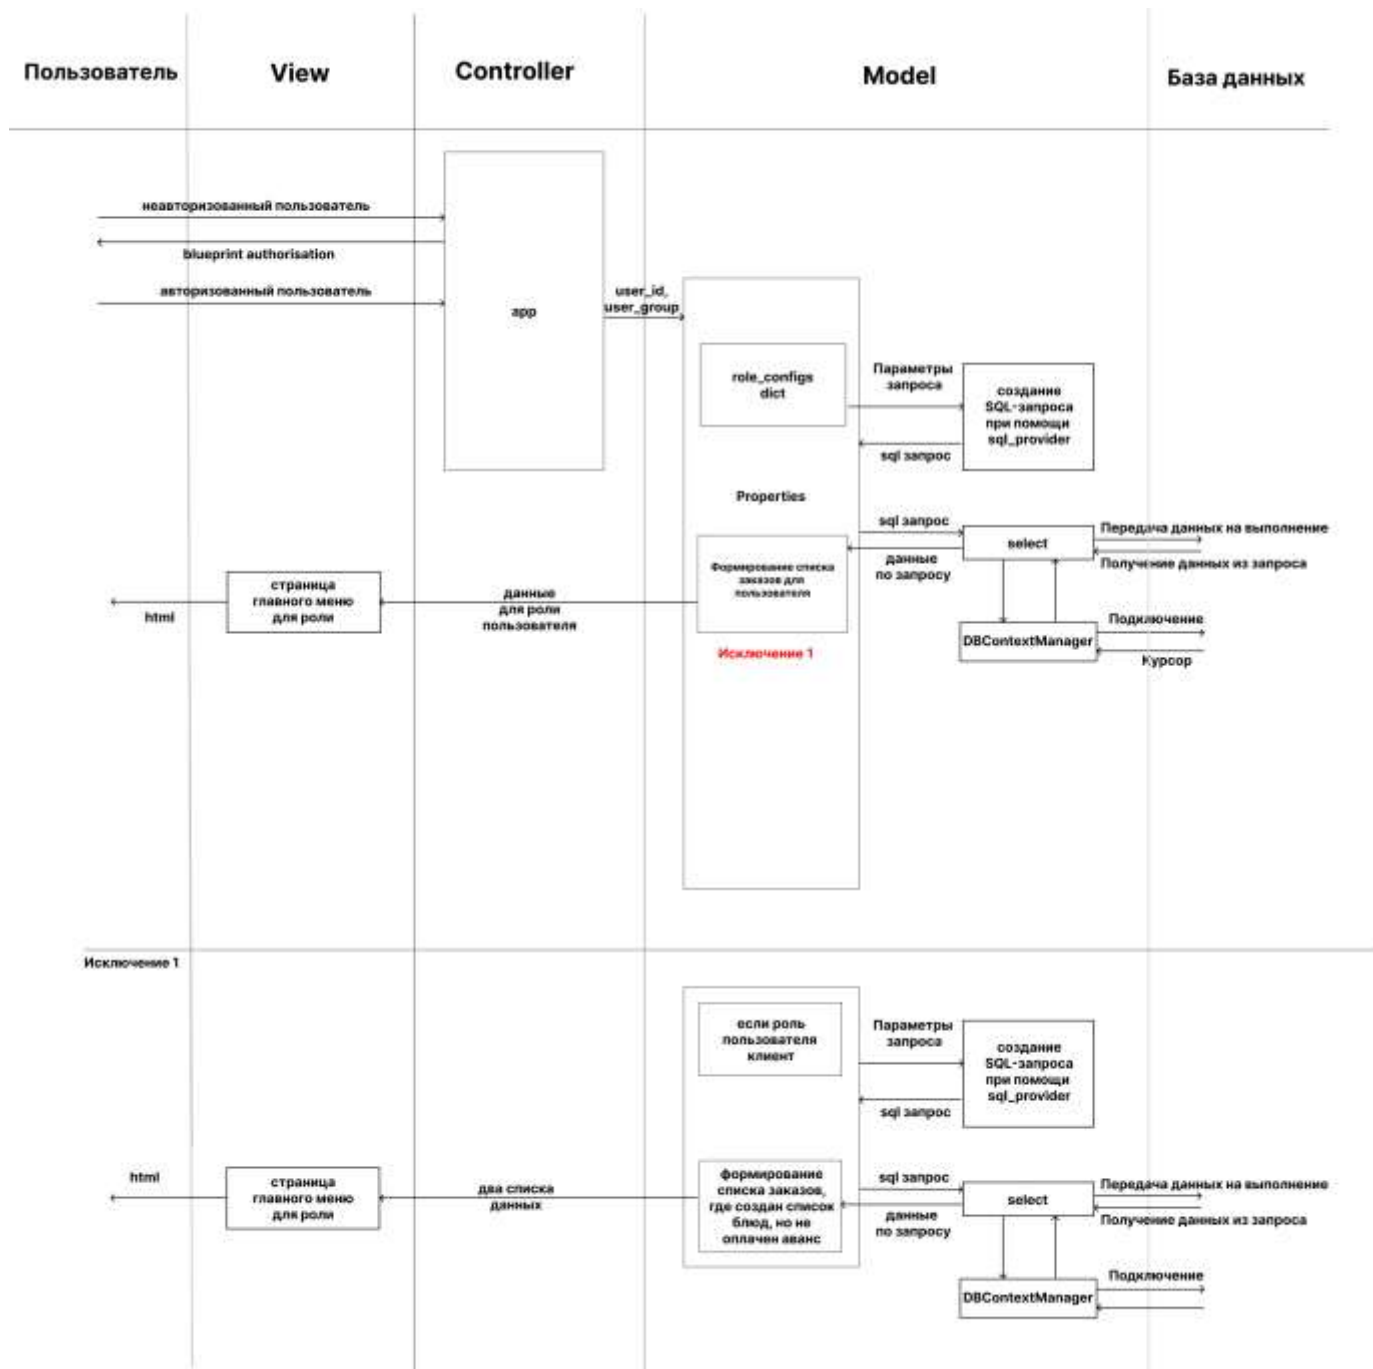 Пользователь
View
Controller
Model
База данных
неавторизованный пользователь
blueprint authorisation
авторизованный пользователь
app
user_id,
user_group
role_configs
dict
Параметры
запроса
создание
SQL-запроса
при помощи
sql_provider
sql запрос
Properties
sql запрос
select
Передача данных на выполнение
Получение данных из запроса
данные
по запросу
Формирование списка
заказов для
пользователя
страница
главного меню
для роли
html
данные
для роли
пользователя
Исключение 1
DBContextManager
Подключение
Курсор
Исключение 1
если роль
пользователя
клиент
Параметры
запроса
создание
SQL-запроса
при помощи
sql_provider
sql запрос
html
страница
главного меню
для роли
два списка
данных
формирование
списка заказов,
где создан список
блюд, но не
оплачен аванс
sql запрос
данные
по запросу
select
Передача данных на выполнение
Получение данных из запроса
DBContextManager
Подключение